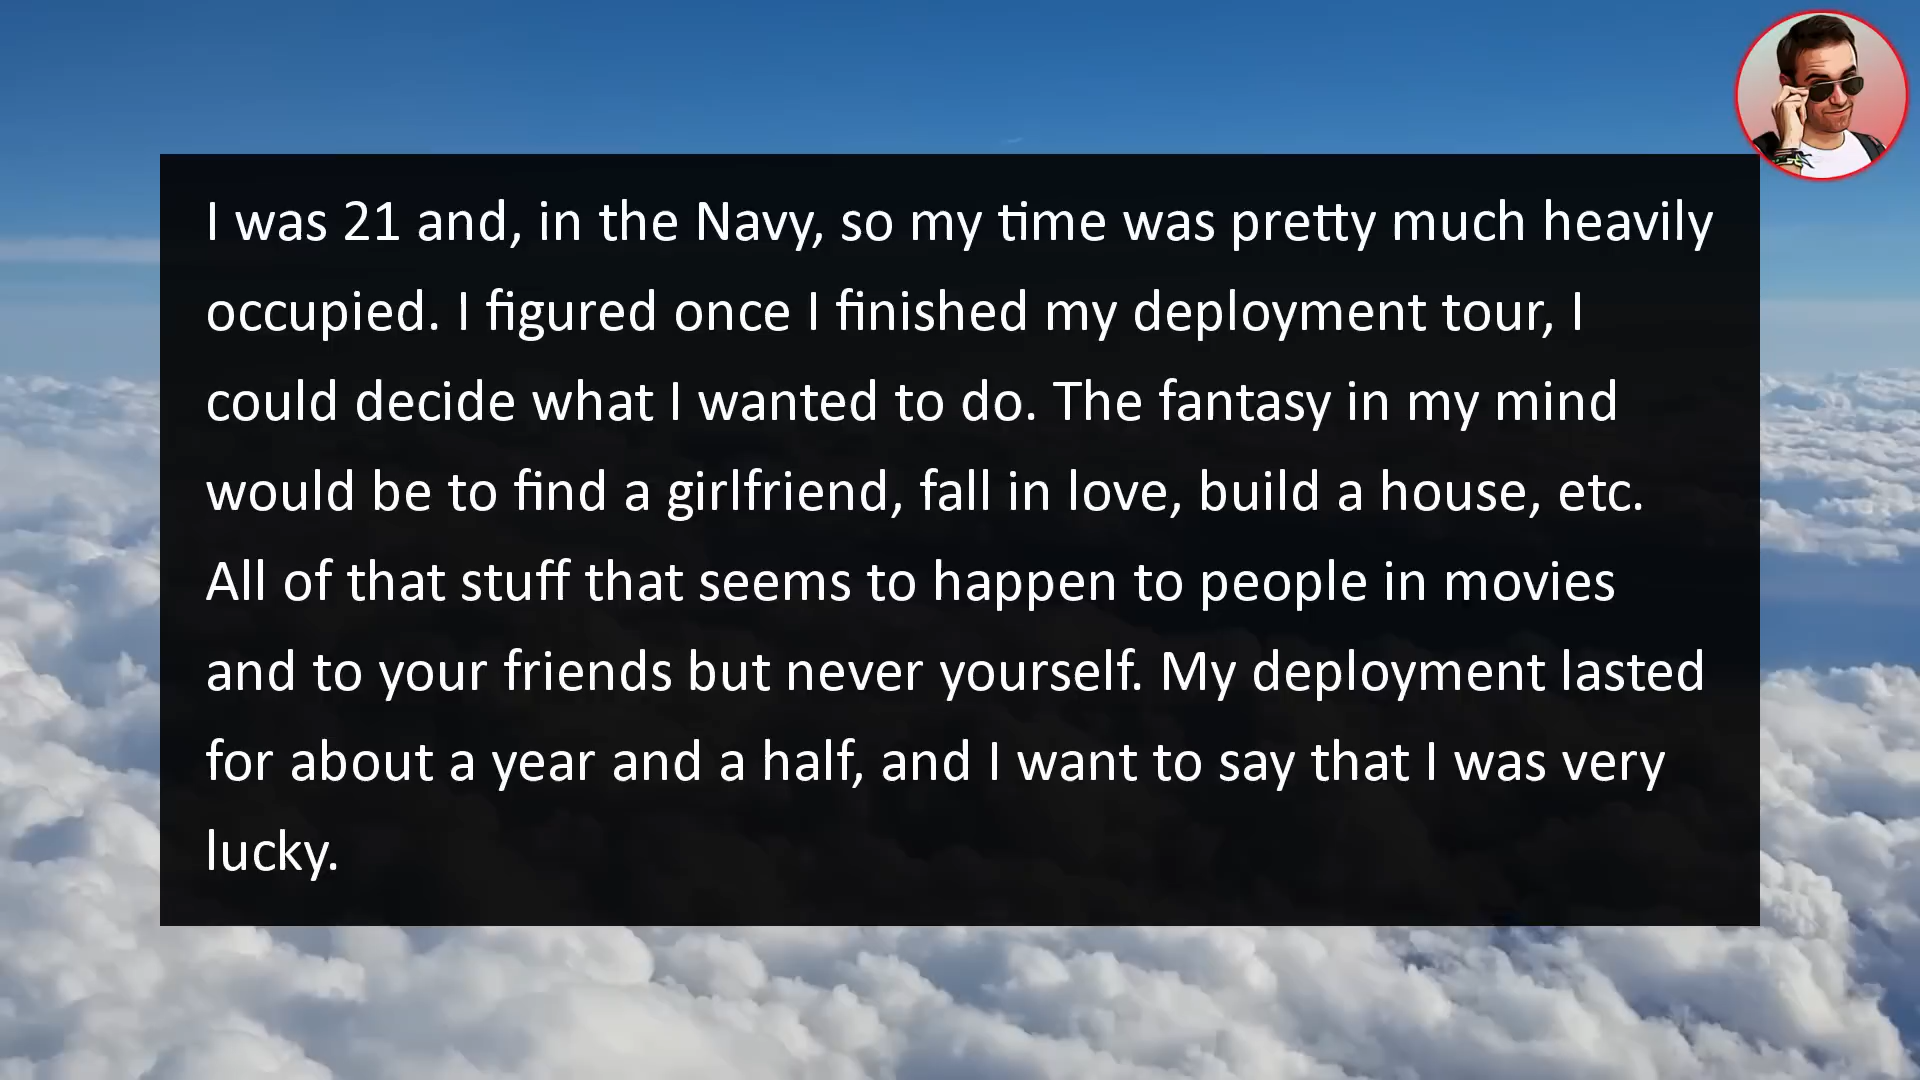 I was 21 and, in the Navy, so my time was pretty much heavily
occupied. I figured once I finished my deployment tour, I
could decide what I wanted to do. The fantasy in my mind
would be to find a girlfriend, fall in love, build a house, etc.
All of that stuff that seems to happen to people in movies
and to your friends but never yourself. My deployment lasted
for about a year and a half, and I want to say that I was very
lucky.